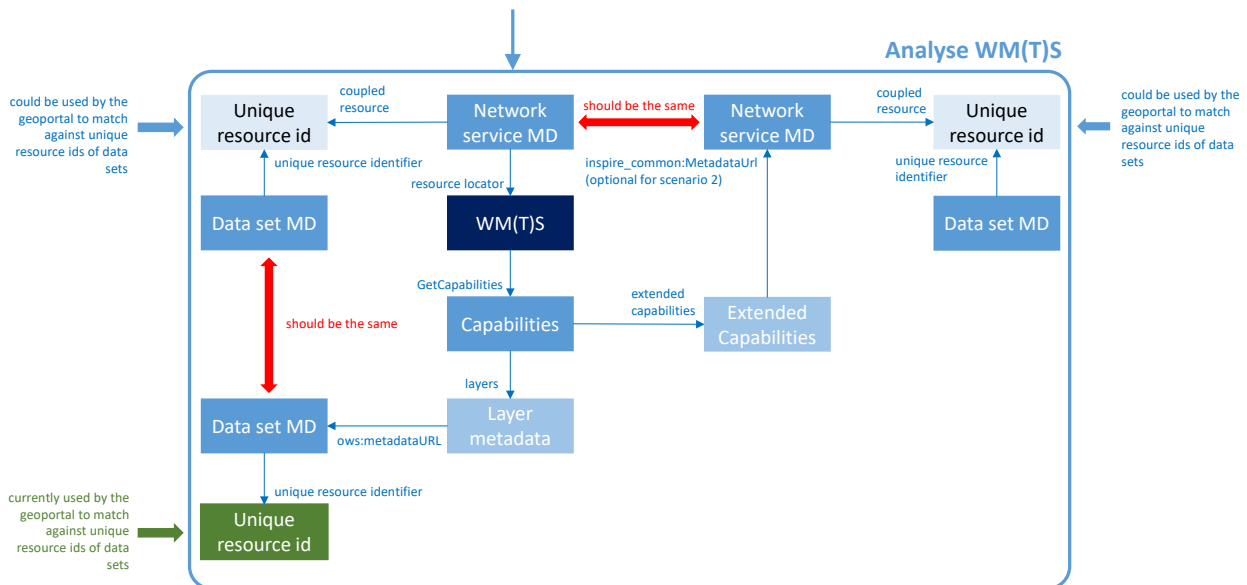 Analyse WM(T)S
could be used by the
geoportal to match
against unique
resource ids of data
sets
Unique
resource id
coupled
resource
Network
service MD
should be the same
Network
service MD
coupled
resource
Unique
resource id
could be used by the
geoportal to match
against unique
resource ids of data
sets
unique resource identifier
resource locator
inspire_common:MetadataUrl
(optional for scenario 2)
unique resource
identifier
Data set MD
WM(T)S
Data set MD
GetCapabilities
should be the same
Capabilities
extended
capabilities
Extended
Capabilities
layers
Data set MD
ows:metadataURL
Layer
metadata
unique resource identifier
currently used by the
geoportal to match
against unique
resource ids of data
sets
Unique
resource id